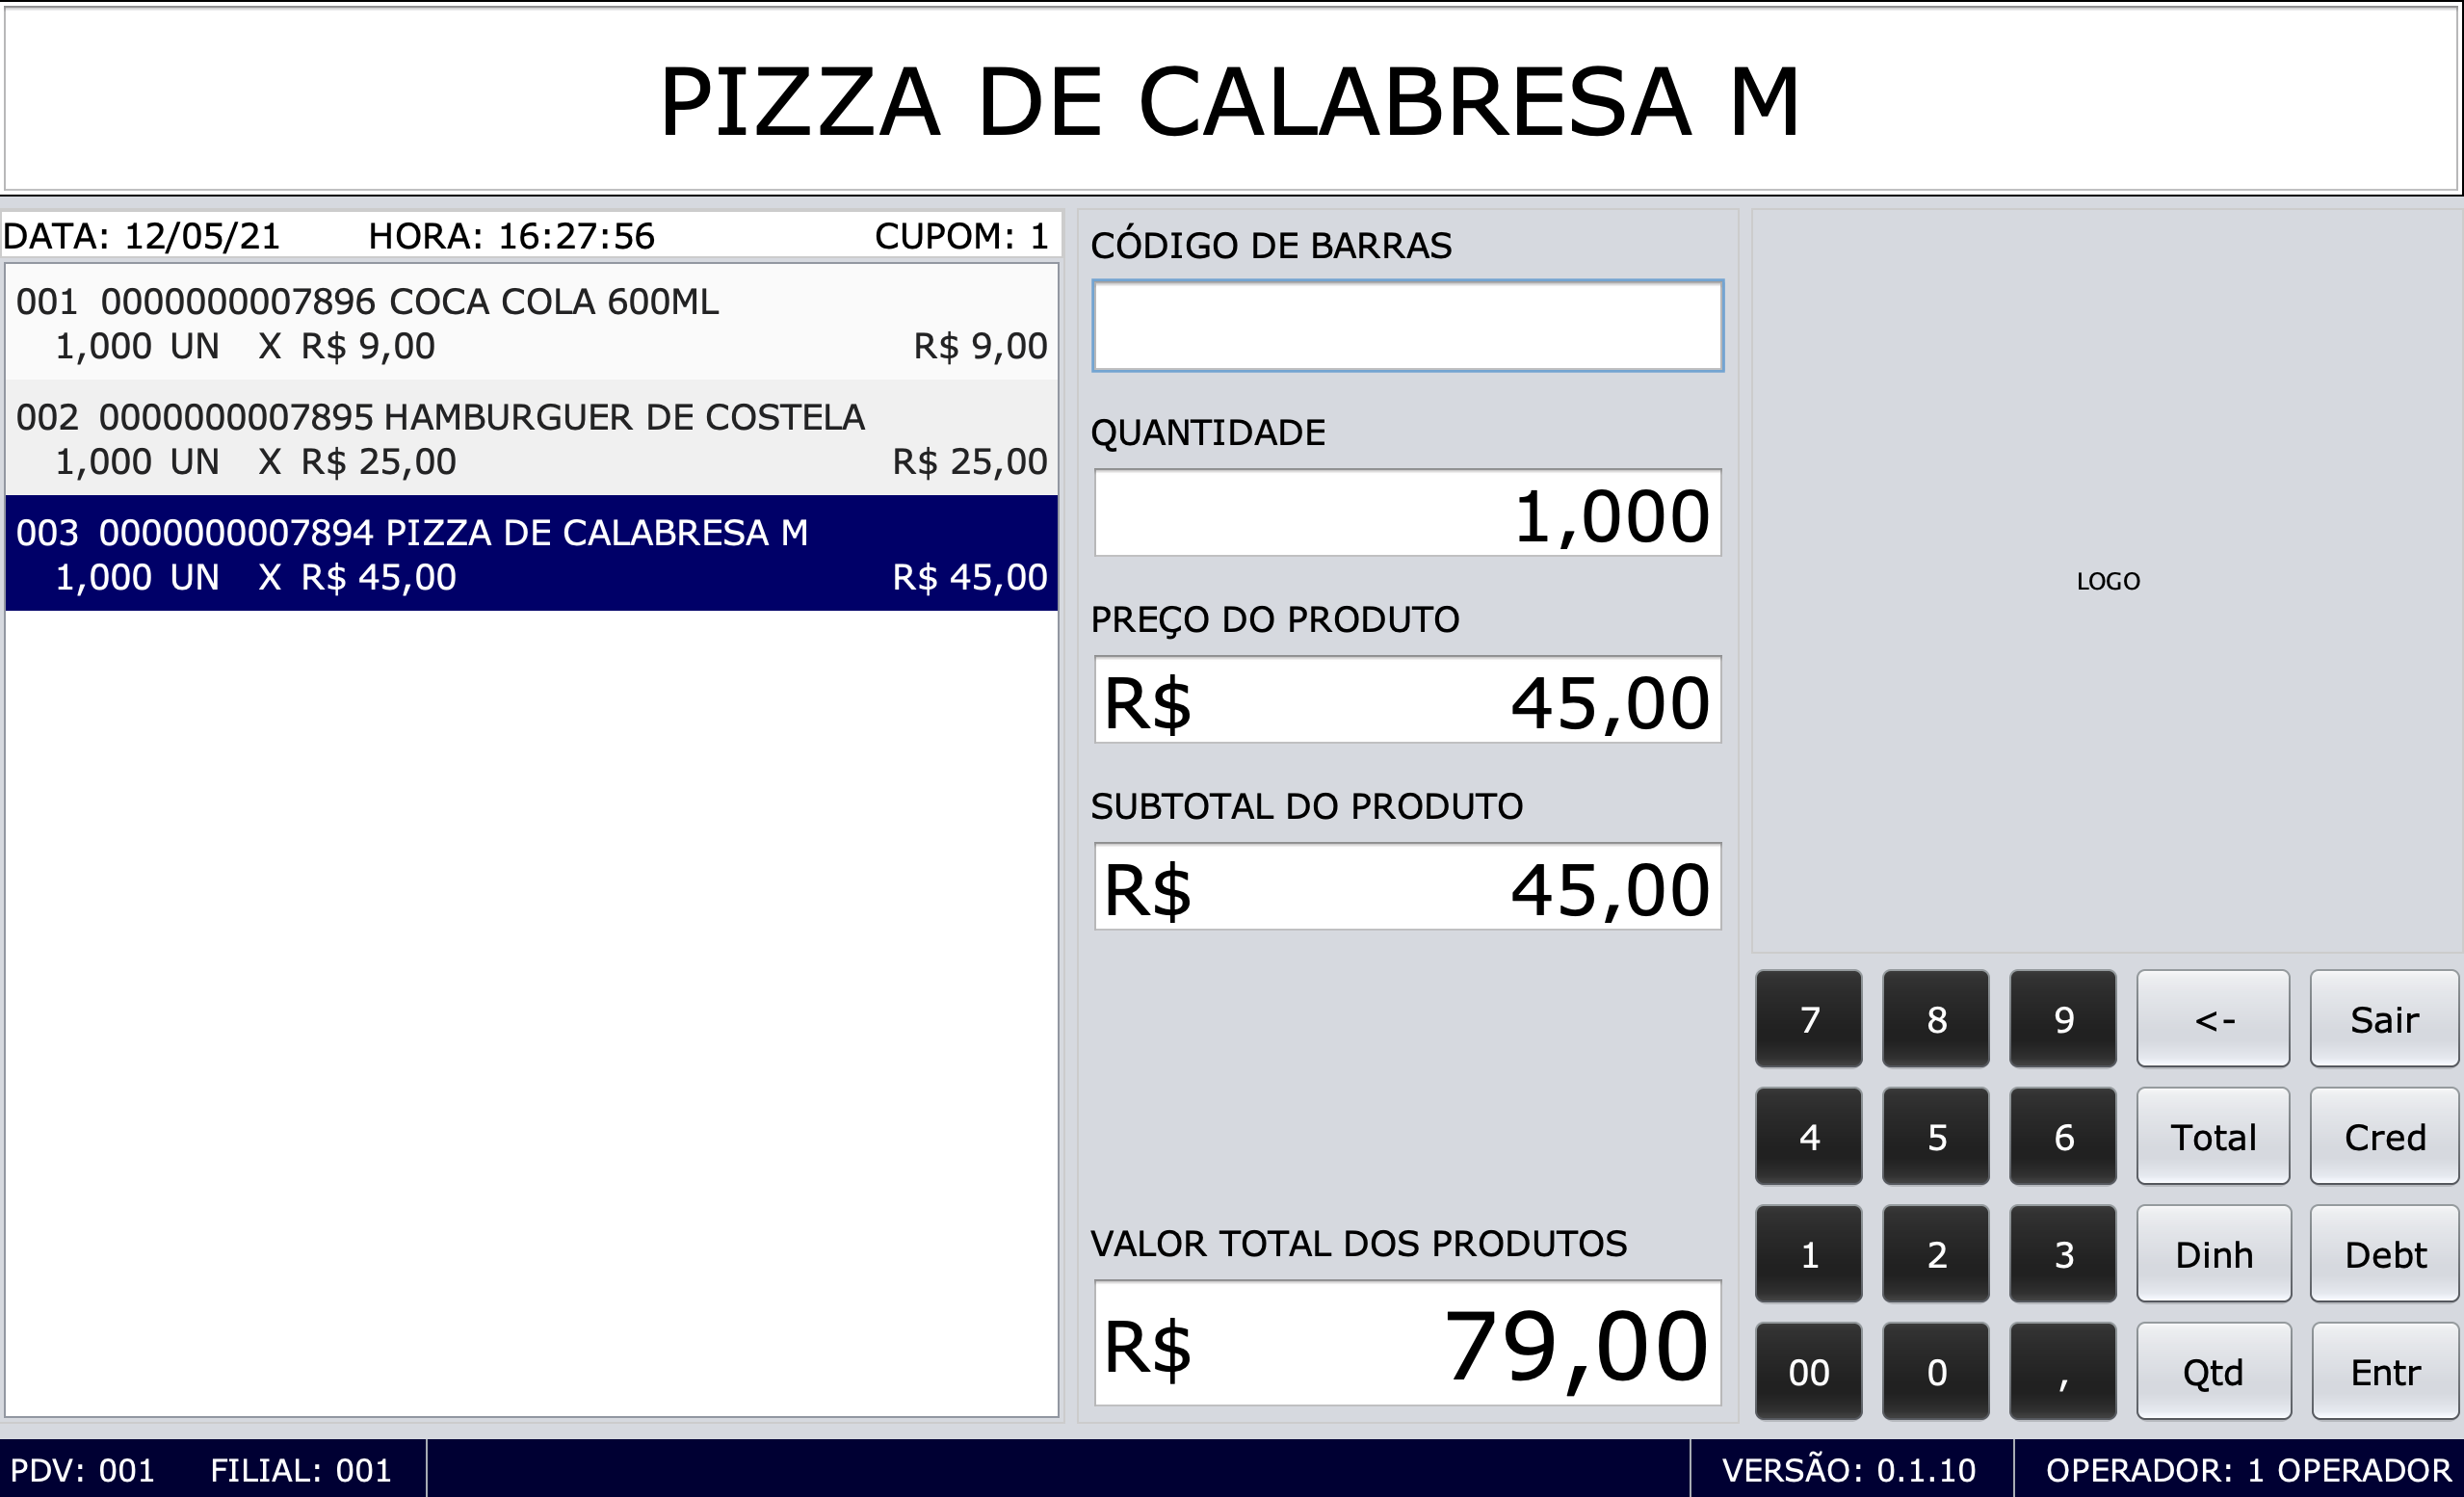 PIZZA DE CALABRESA M
DATA: 12/05/21 HORA: 16:27:56 CUPOM: 1
001 0000000007896 COCA COLA 600ML
1,000 UN X R$ 9,00 R$ 9,00
002 0000000007895 HAMBURGUER DE COSTELA
1,000 UN X R$ 25,00 R$ 25,00
003 0000000007894 PIZZA DE CALABRESA M
1,000 UN X R$ 45,00 R$ 45,00
CÓDIGO DE BARRAS
QUANTIDADE
1,000
PREÇO DO PRODUTO
R$ 45,00
SUBTOTAL DO PRODUTO
R$ 45,00
VALOR TOTAL DOS PRODUTOS
R$ 79,00
LOGO
7 8 9 <- Sair
4 5 6 Total Cred
1 2 3 Dinh Debt
00 0 , Qtd Entr
PDV: 001 FILIAL: 001 VERSÃO: 0.1.10 OPERADOR: 1 OPERADOR